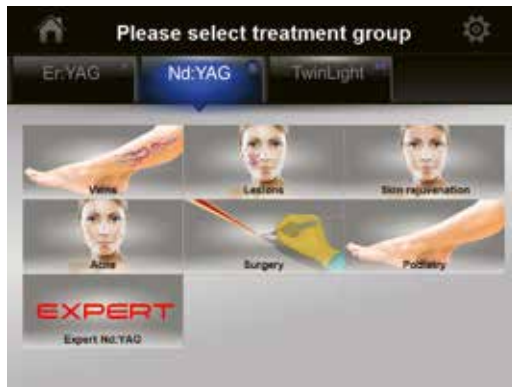 Please select treatment group
Er:YAG
Nd:YAG
TwinLight
Veins
Lesions
Skin rejuvenation
Acne
Surgery
Podiatry
EXPERT
Expert Nd:YAG